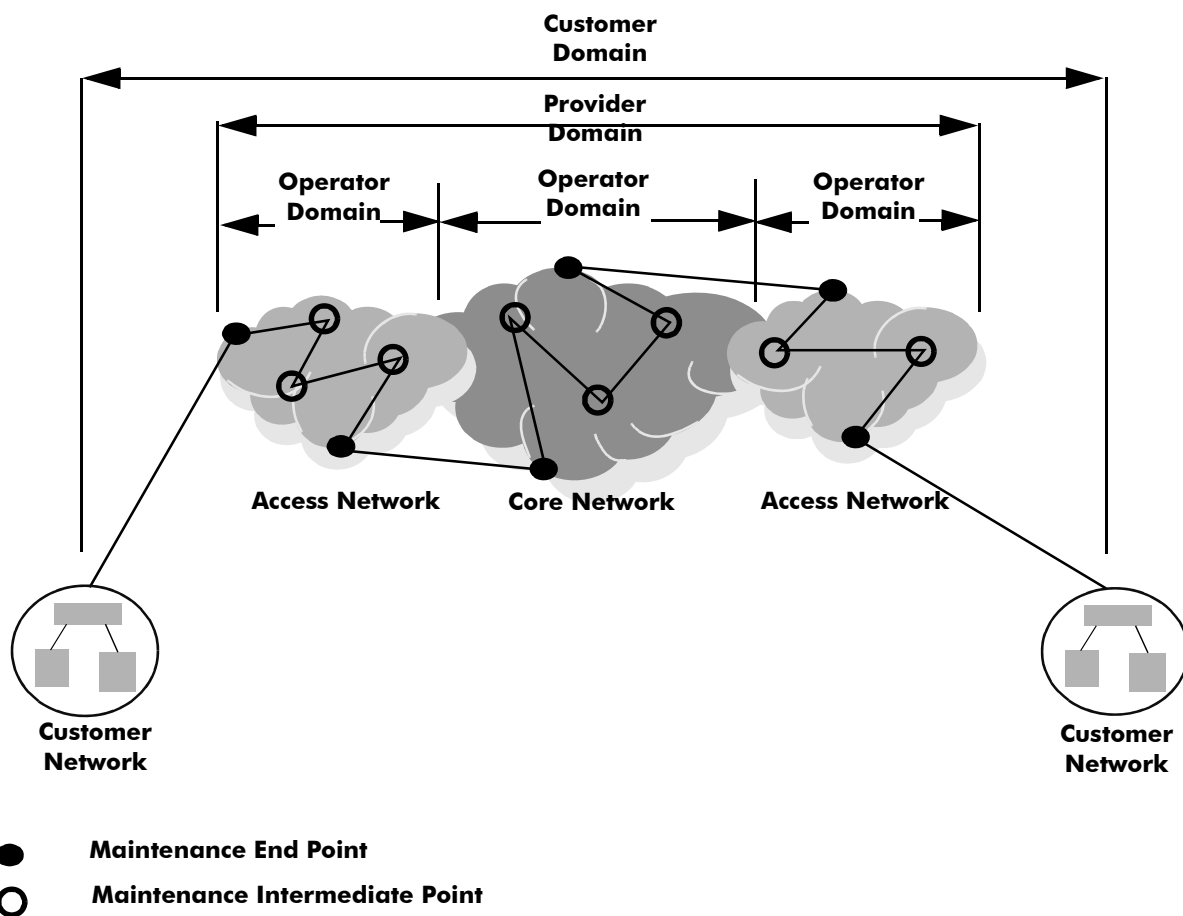 Customer
Domain
Provider
Domain
Operator
Domain
Operator
Domain
Operator
Domain
Access Network
Core Network
Access Network
Customer
Network
Customer
Network
Maintenance End Point
Maintenance Intermediate Point